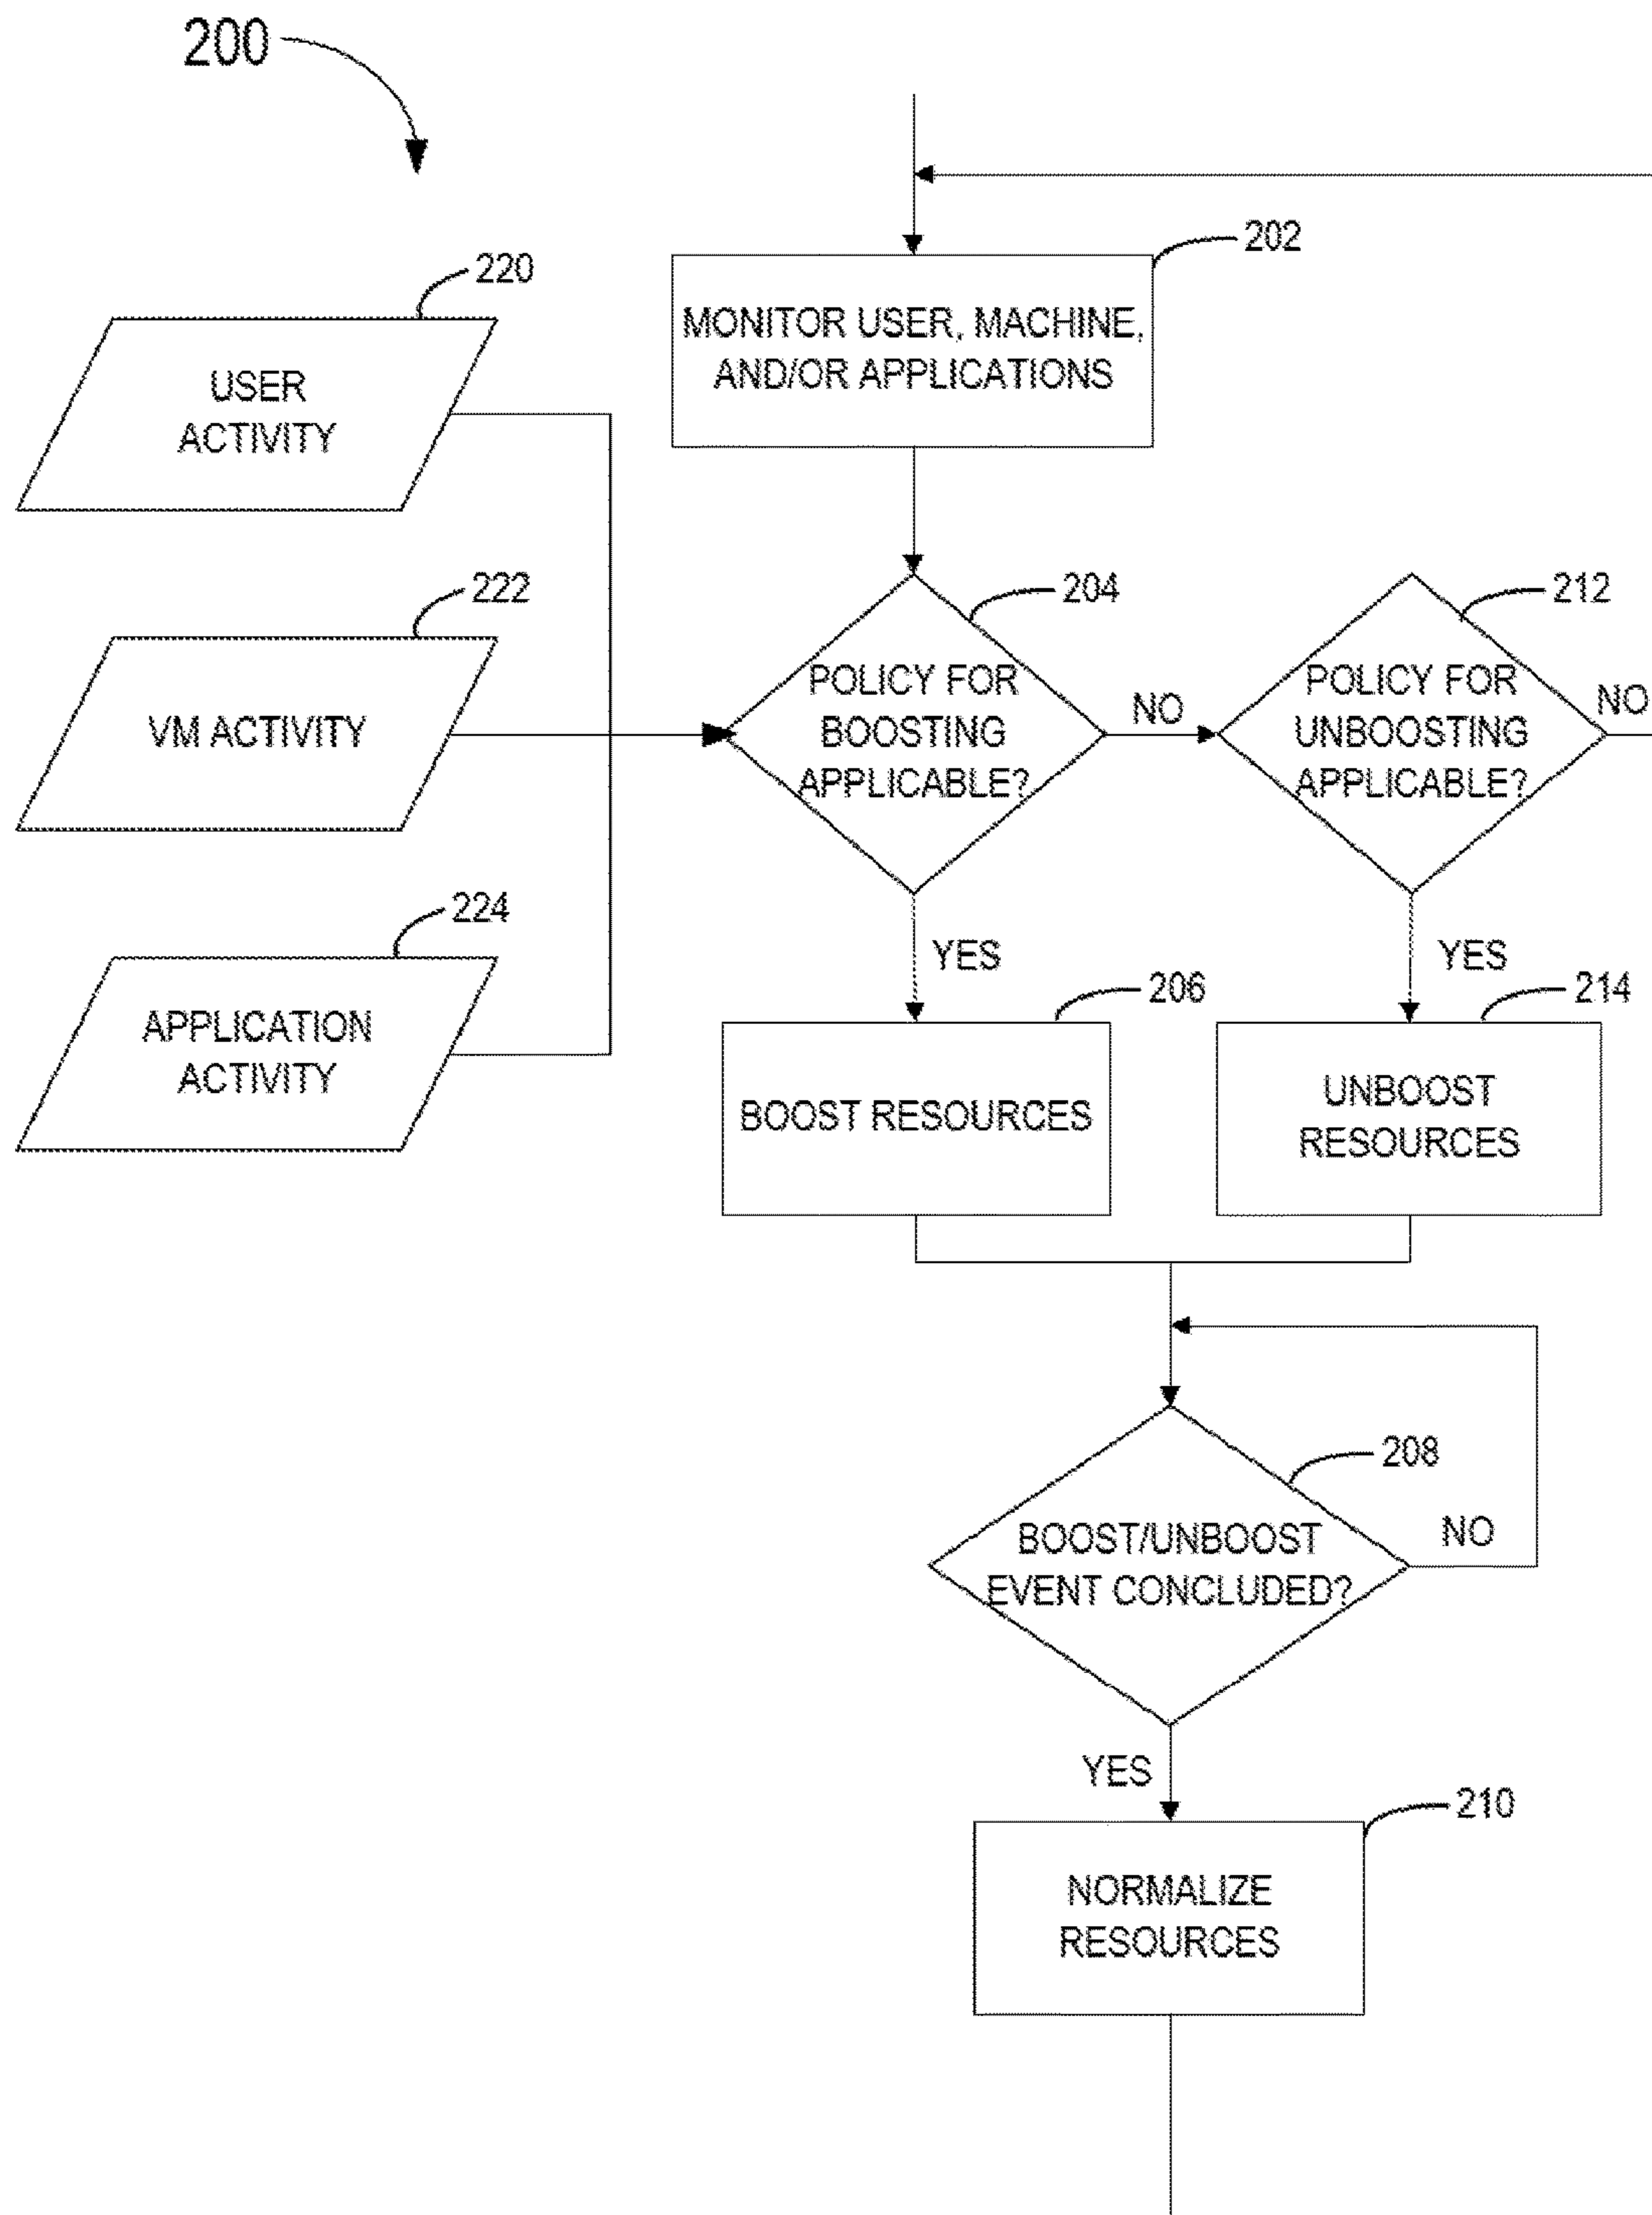 200
202
MONITOR USER, MACHINE,
AND/OR APPLICATIONS
220
USER
ACTIVITY
222
VM ACTIVITY
224
APPLICATION
ACTIVITY
204
POLICY FOR
BOOSTING
APPLICABLE?
NO
212
POLICY FOR
UNBOOSTING
APPLICABLE?
NO
YES
YES
206
BOOST RESOURCES
214
UNBOOST
RESOURCES
208
BOOST/UNBOOST
EVENT CONCLUDED?
NO
YES
210
NORMALIZE
RESOURCES